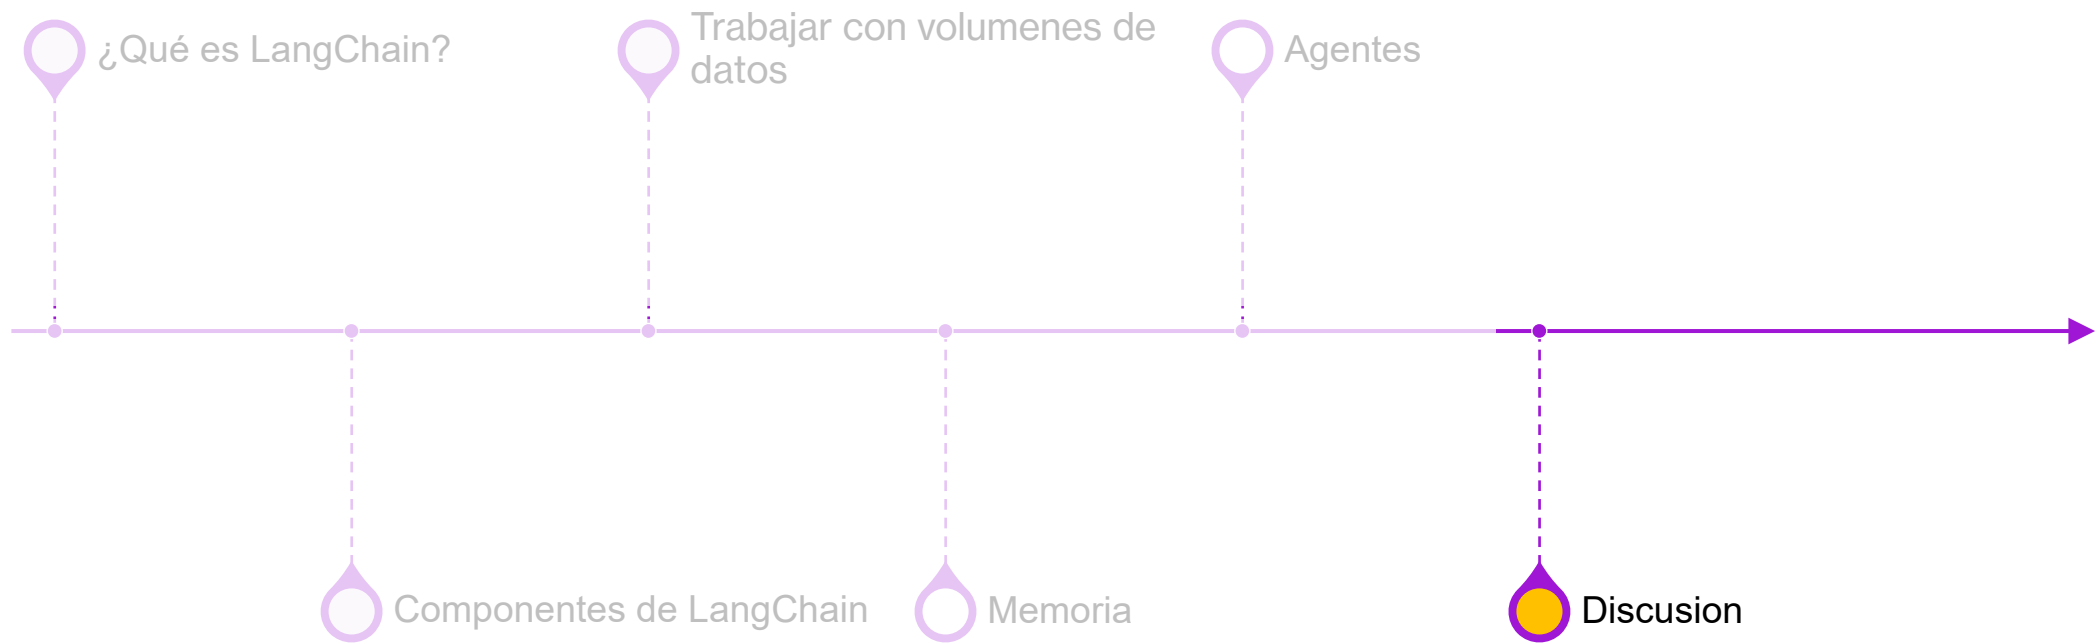 ¿Qué es LangChain?
Trabajar con volumenes de
datos
Agentes
Componentes de LangChain
Memoria
Discusion